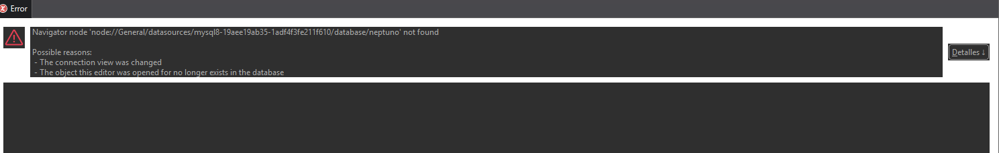 Error
Navigator node 'node://General/datasources/mysql8-19aee19ab35-1adf4f3fe211f610/database/neptuno' not found
Possible reasons:
- The connection view was changed
- The object this editor was opened for no longer exists in the database
Detalles ↓